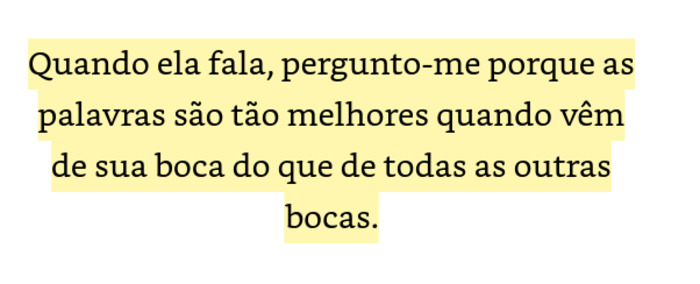 Quando ela fala, pergunto-me porque as
palavras são tão melhores quando vêm
de sua boca do que de todas as outras
bocas.